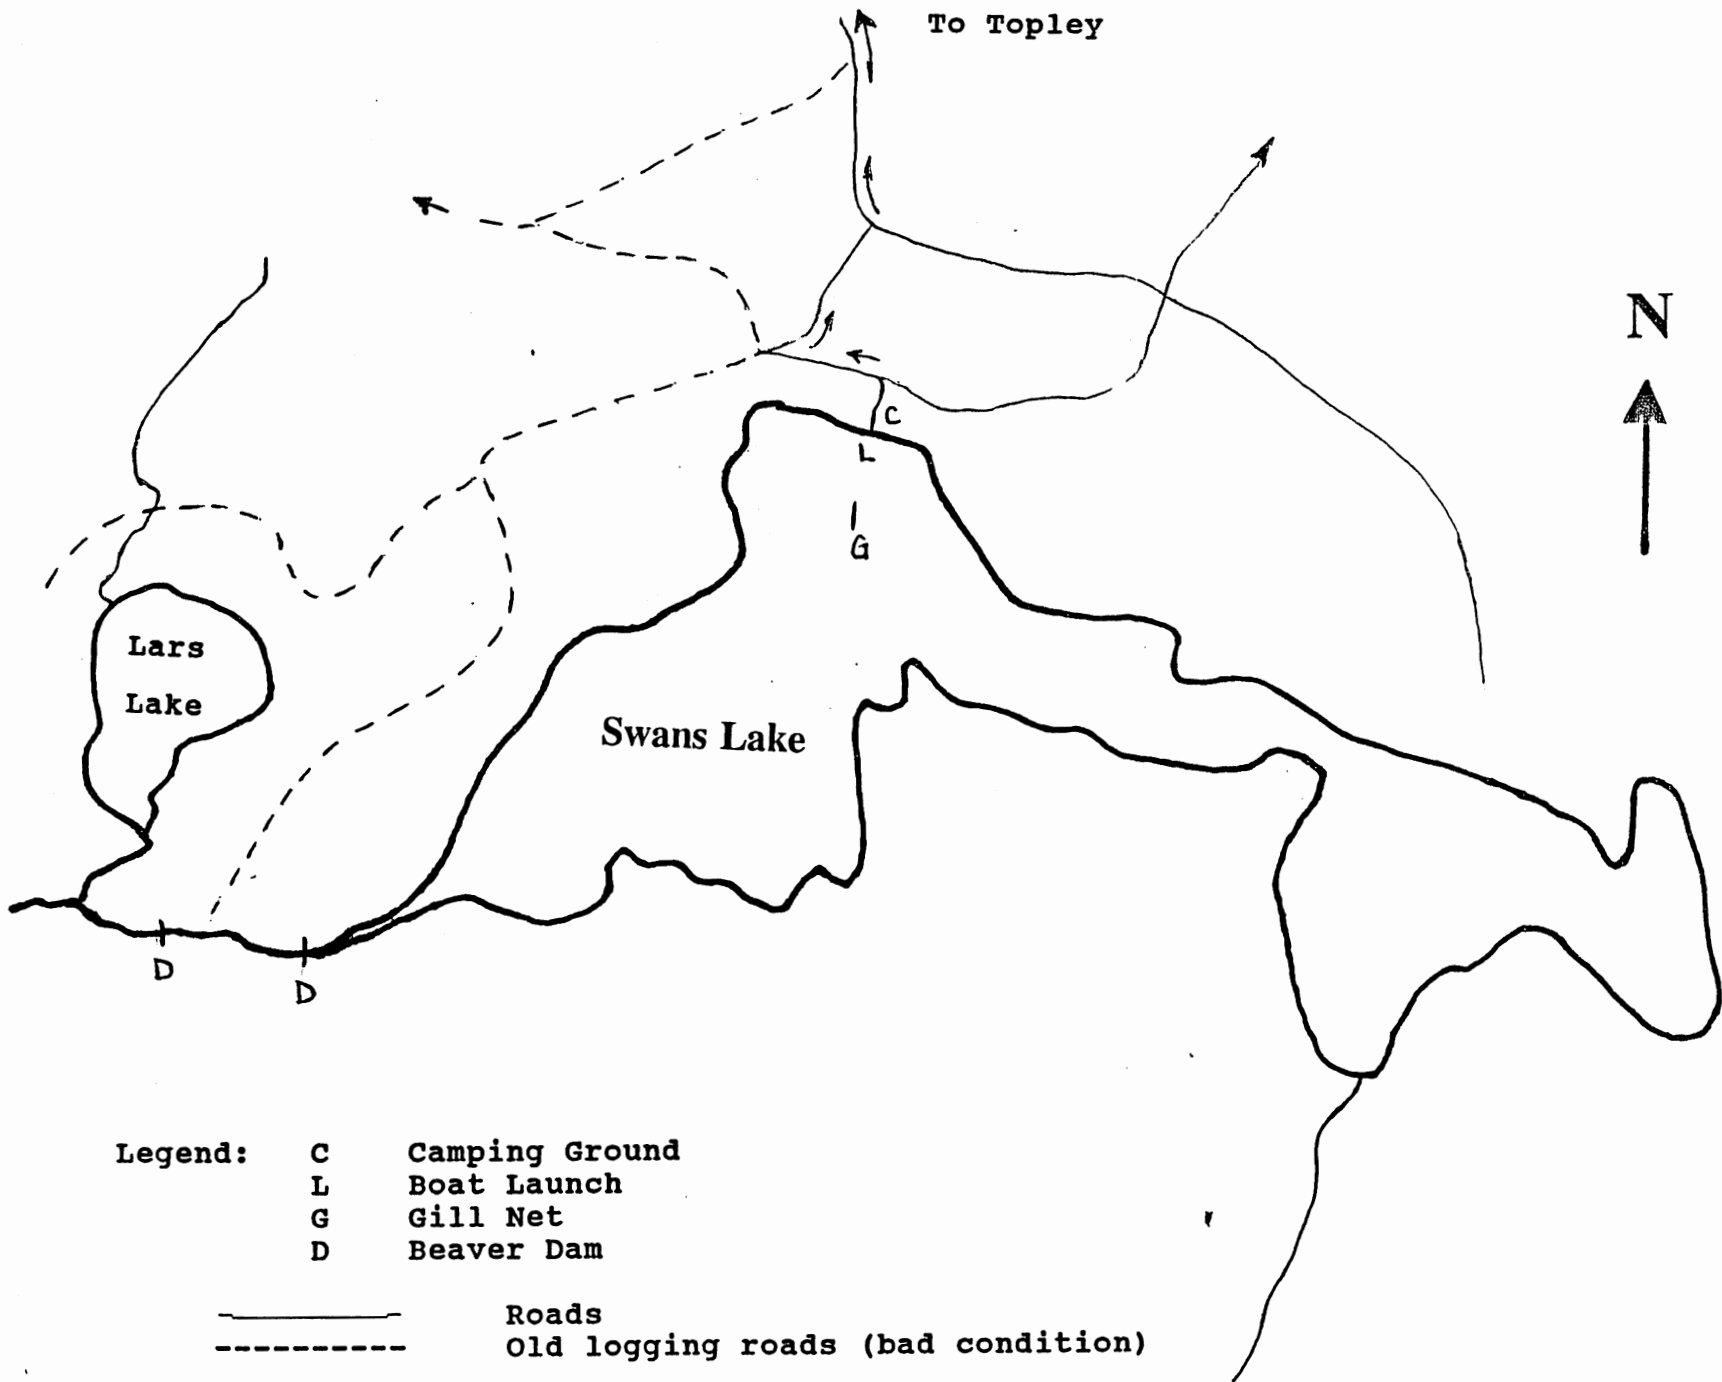 To Topley
N
C
L
G
Lars
Lake
Swans Lake
D
D
Legend: C Camping Ground
L Boat Launch
G Gill Net
D Beaver Dam
Roads
Old logging roads (bad condition)